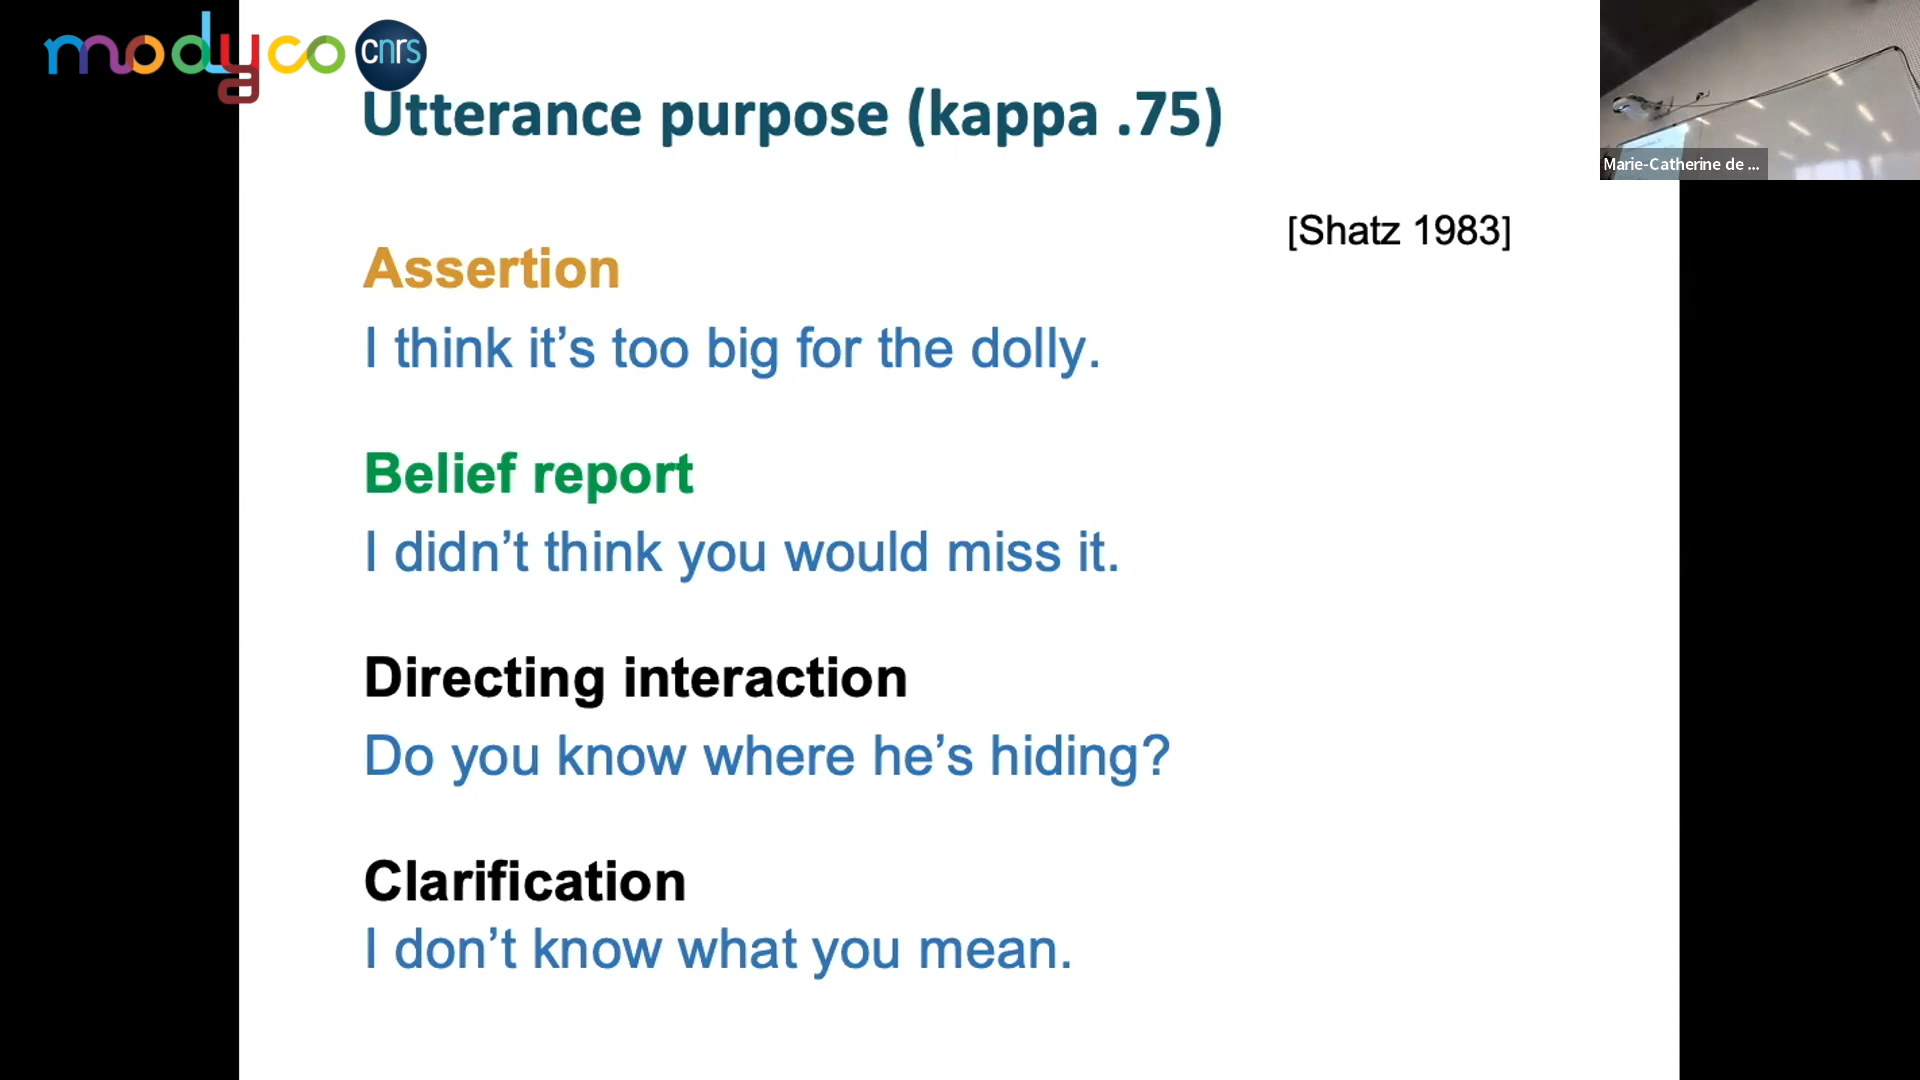 modyco cnrs
Utterance purpose (kappa .75)
Marie-Catherine de ...
[Shatz 1983]
Assertion
I think it’s too big for the dolly.
Belief report
I didn’t think you would miss it.
Directing interaction
Do you know where he’s hiding?
Clarification
I don’t know what you mean.